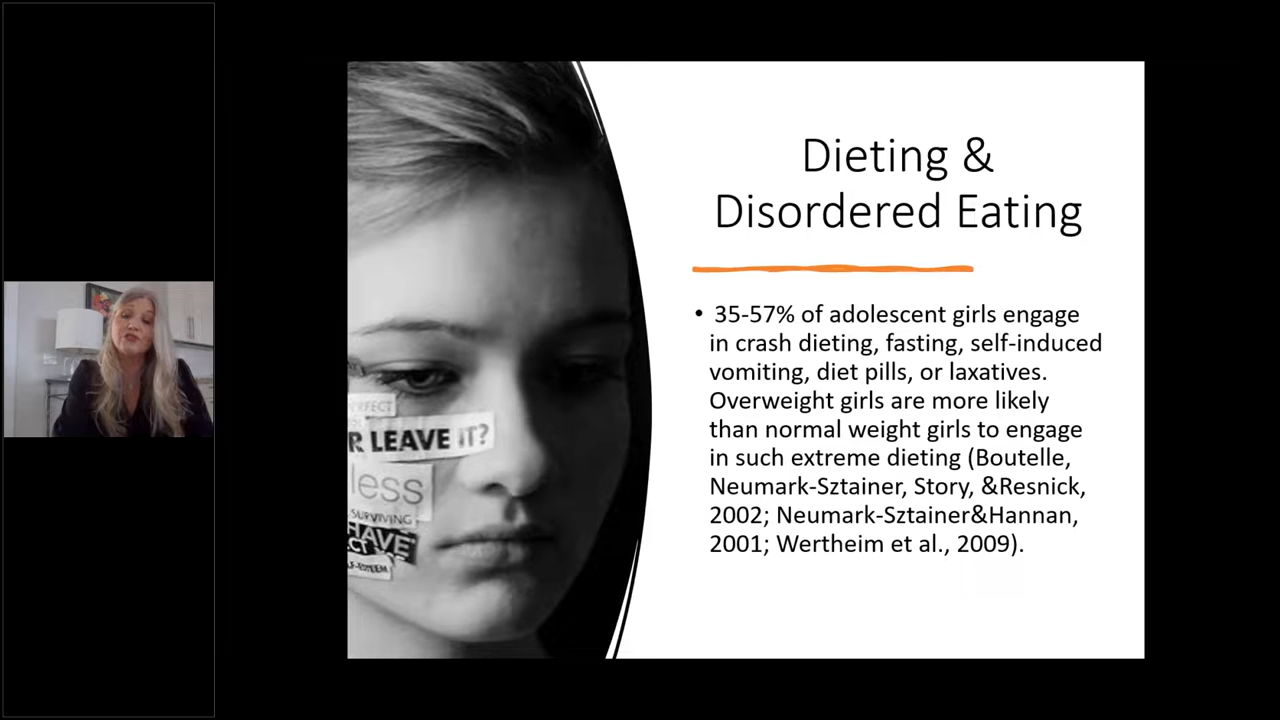 Dieting &
Disordered Eating
• 35-57% of adolescent girls engage
in crash dieting, fasting, self-induced
vomiting, diet pills, or laxatives.
Overweight girls are more likely
than normal weight girls to engage
in such extreme dieting (Boutelle,
Neumark-Sztainer, Story, &Resnick,
2002; Neumark-Sztainer&Hannan,
2001; Wertheim et al., 2009).
R LEAVE IT?
less
SURVIVING
HAVE